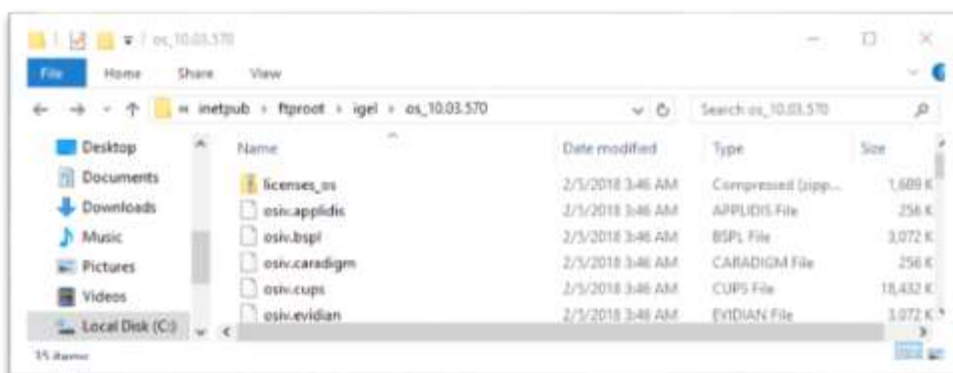 os_10.03.570
File Home Share View
« inetpub › ftproot › igel › os_10.03.570 Search os_10.03.570
Desktop
Documents
Downloads
Music
Pictures
Videos
Local Disk (C:)
Name Date modified Type Size
licenses_os 2/5/2018 3:46 AM Compressed (zipp... 1,689 K
osiv.applidis 2/5/2018 3:46 AM APPLIDIS File 256 K
osiv.bspl 2/5/2018 3:46 AM BSPL File 3,072 K
osiv.caradigm 2/5/2018 3:46 AM CARADIGM File 256 K
osiv.cups 2/5/2018 3:46 AM CUPS File 18,432 K
osiv.evidian 2/5/2018 3:46 AM EVIDIAN File 3,072 K
35 items